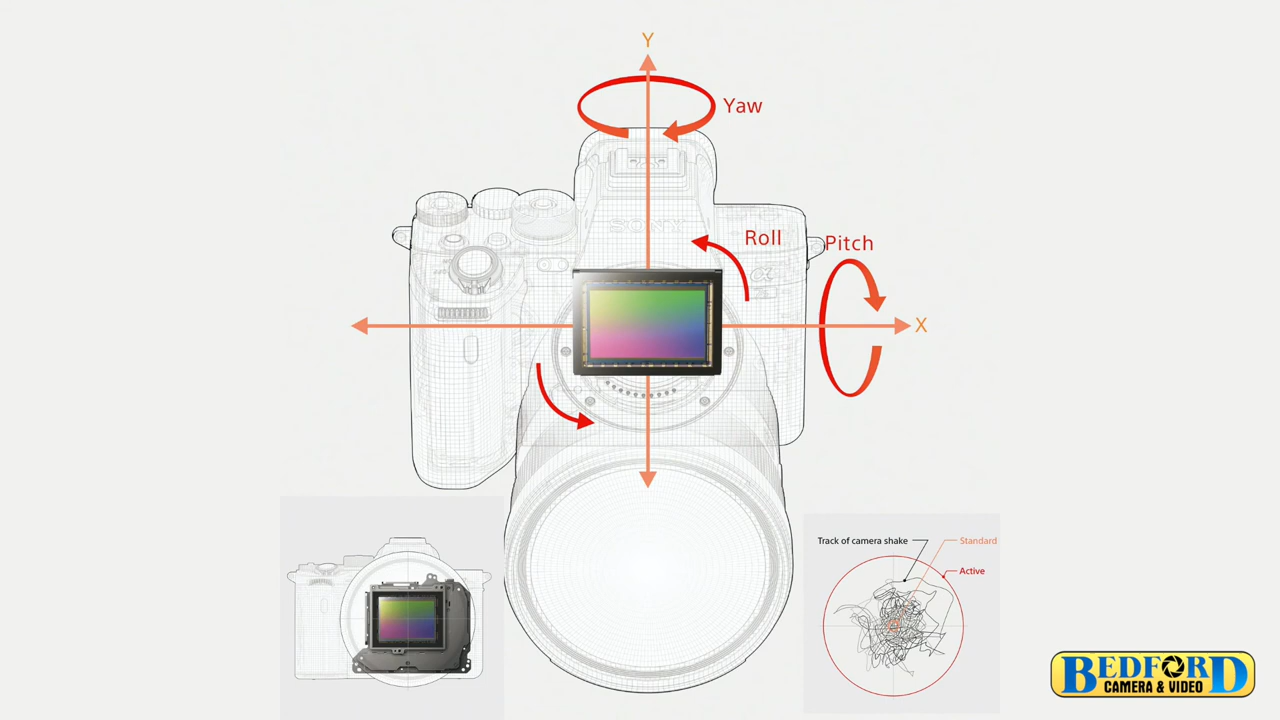 Y
Yaw
SONY
Roll
Pitch
α
X
Track of camera shake
Standard
Active
BEDFORD
CAMERA & VIDEO